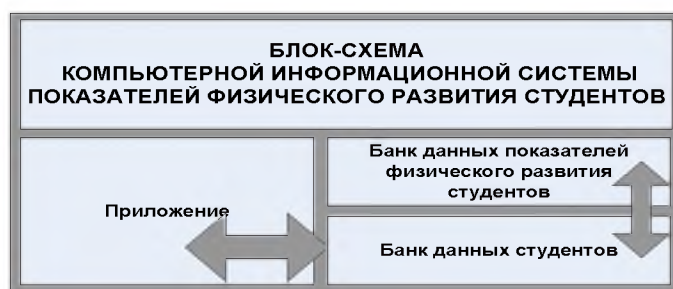 БЛОК-СХЕМА
КОМПЬЮТЕРНОЙ ИНФОРМАЦИОННОЙ СИСТЕМЫ
ПОКАЗАТЕЛЕЙ ФИЗИЧЕСКОГО РАЗВИТИЯ СТУДЕНТОВ
Приложение
Банк данных показателей
физического развития
студентов
Банк данных студентов